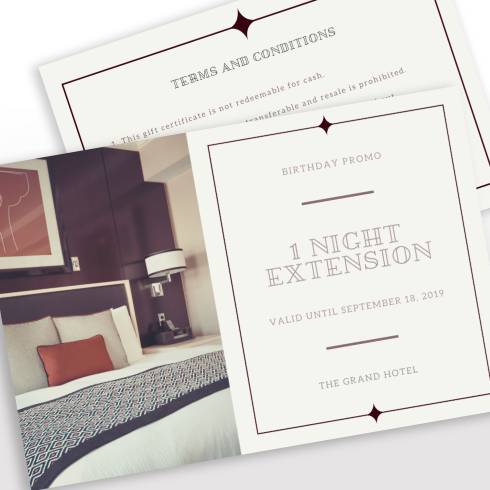 TERMS AND CONDITIONS
1. This gift certificate is not redeemable for cash.
transferable and resale is prohibited.
BIRTHDAY PROMO
1 NIGHT
EXTENSION
VALID UNTIL SEPTEMBER 18, 2019
THE GRAND HOTEL